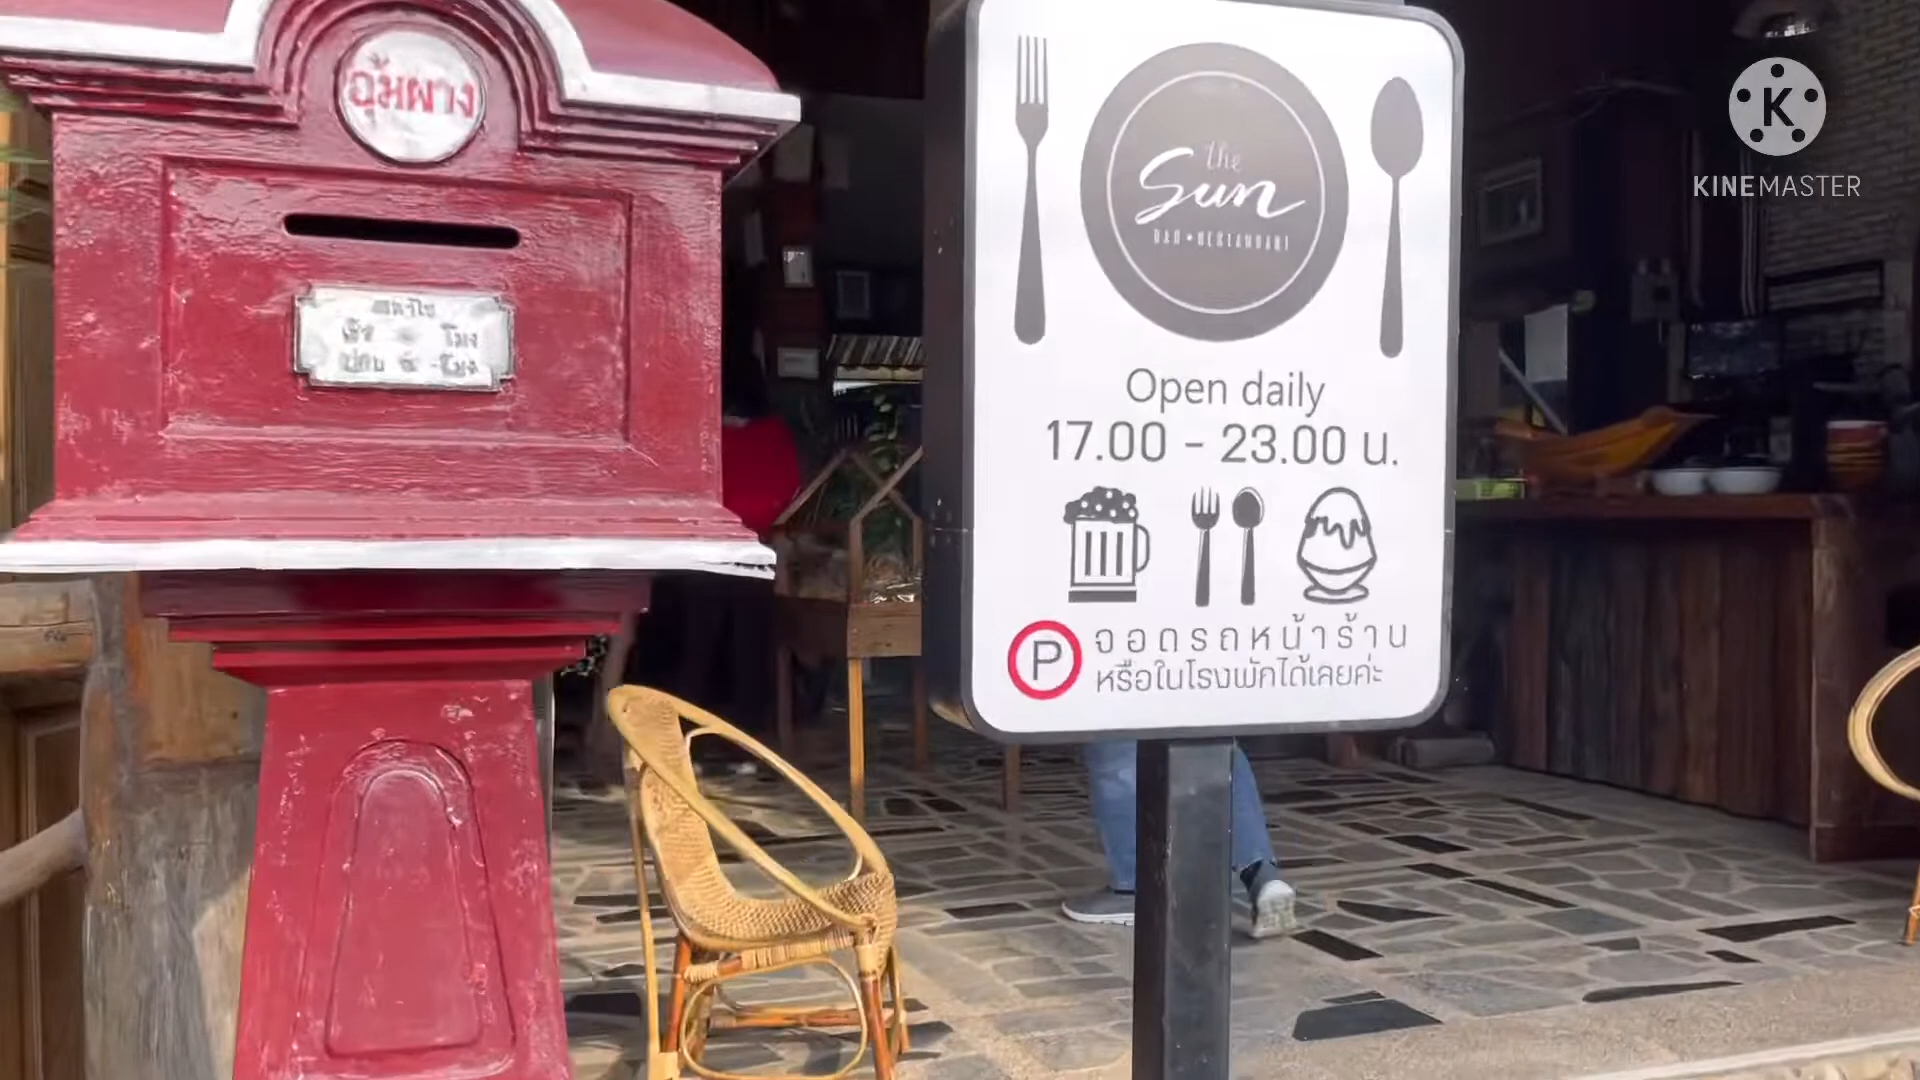 อุ้มผาง
the
Sun
BAR • RESTAURANT
Open daily
17.00 - 23.00 น.
P
จอดรถหน้าร้าน
หรือในโรงพักได้เลยค่ะ
K
KINEMASTER